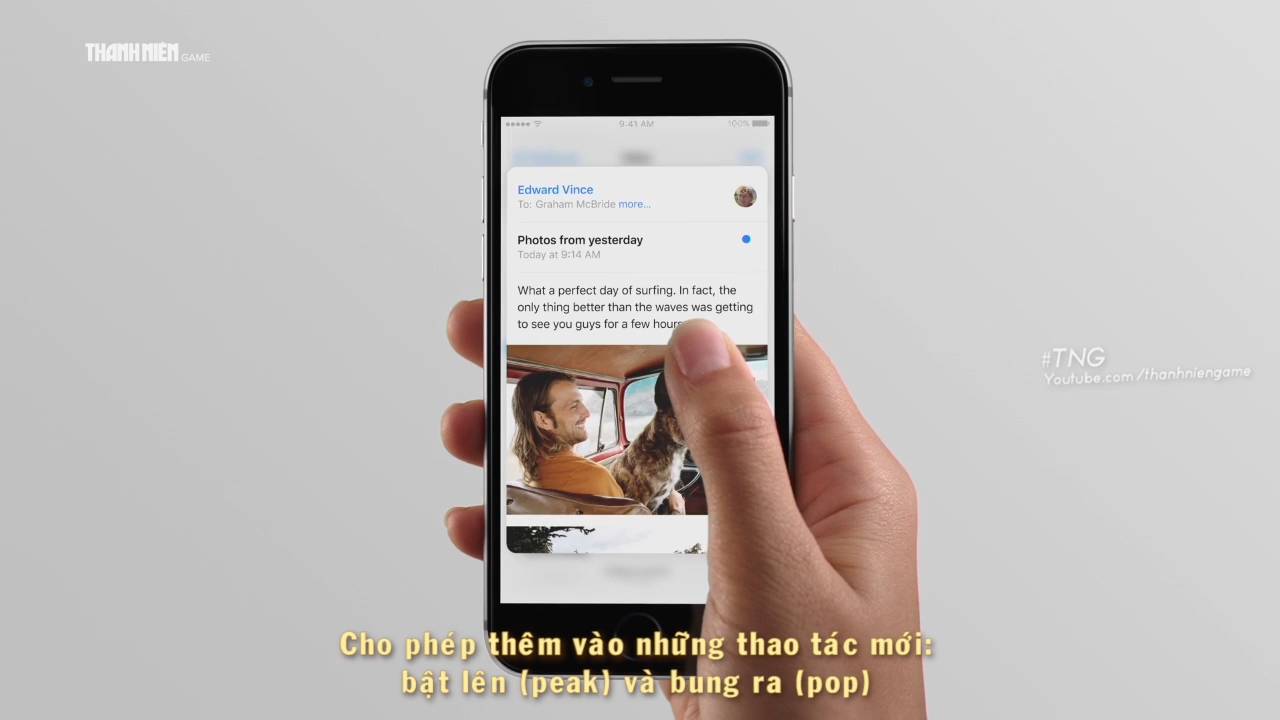 THANH NIÊN GAME
9:41 AM 100%
Edward Vince
To: Graham McBride more...
Photos from yesterday
Today at 9:14 AM
What a perfect day of surfing. In fact, the
only thing better than the waves was getting
to see you guys for a few hours
#TNG
Youtube.com/thanhniengame
Cho phép thêm vào những thao tác mới:
bật lên (peak) và bung ra (pop)